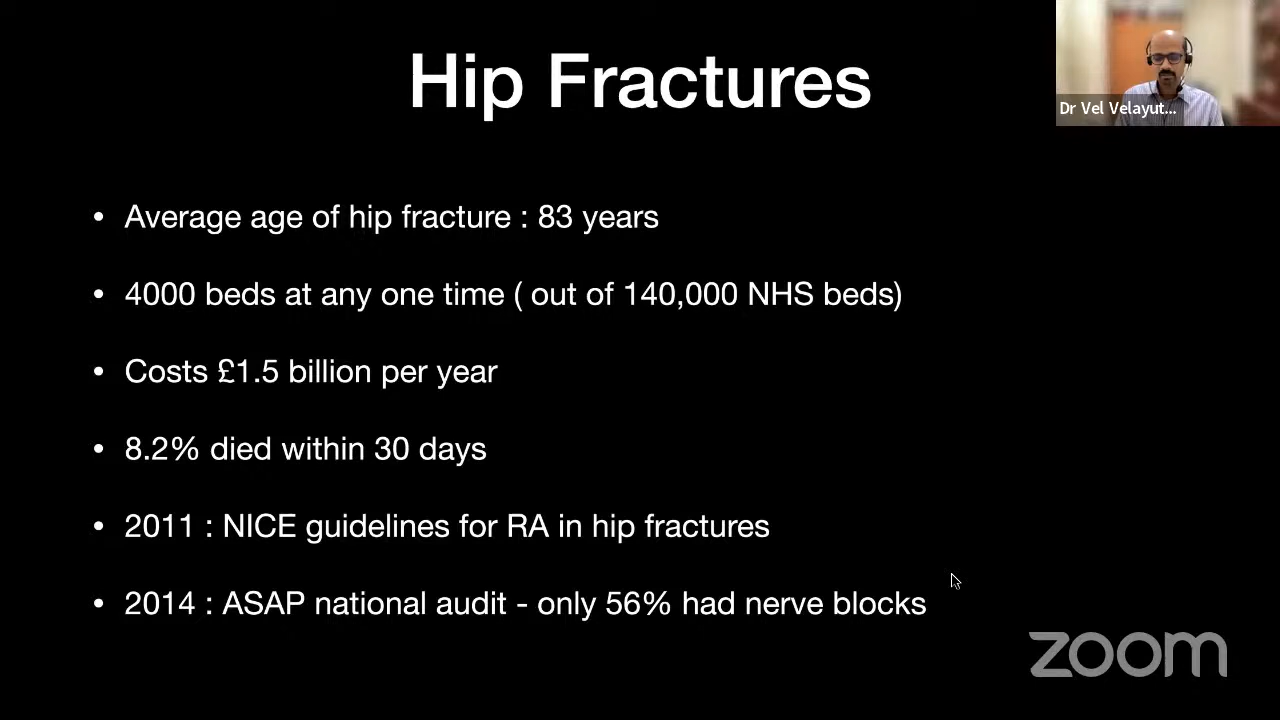 Hip Fractures
Dr Vel Velayut...
• Average age of hip fracture : 83 years
• 4000 beds at any one time ( out of 140,000 NHS beds)
• Costs £1.5 billion per year
• 8.2% died within 30 days
• 2011 : NICE guidelines for RA in hip fractures
• 2014 : ASAP national audit - only 56% had nerve blocks
zoom